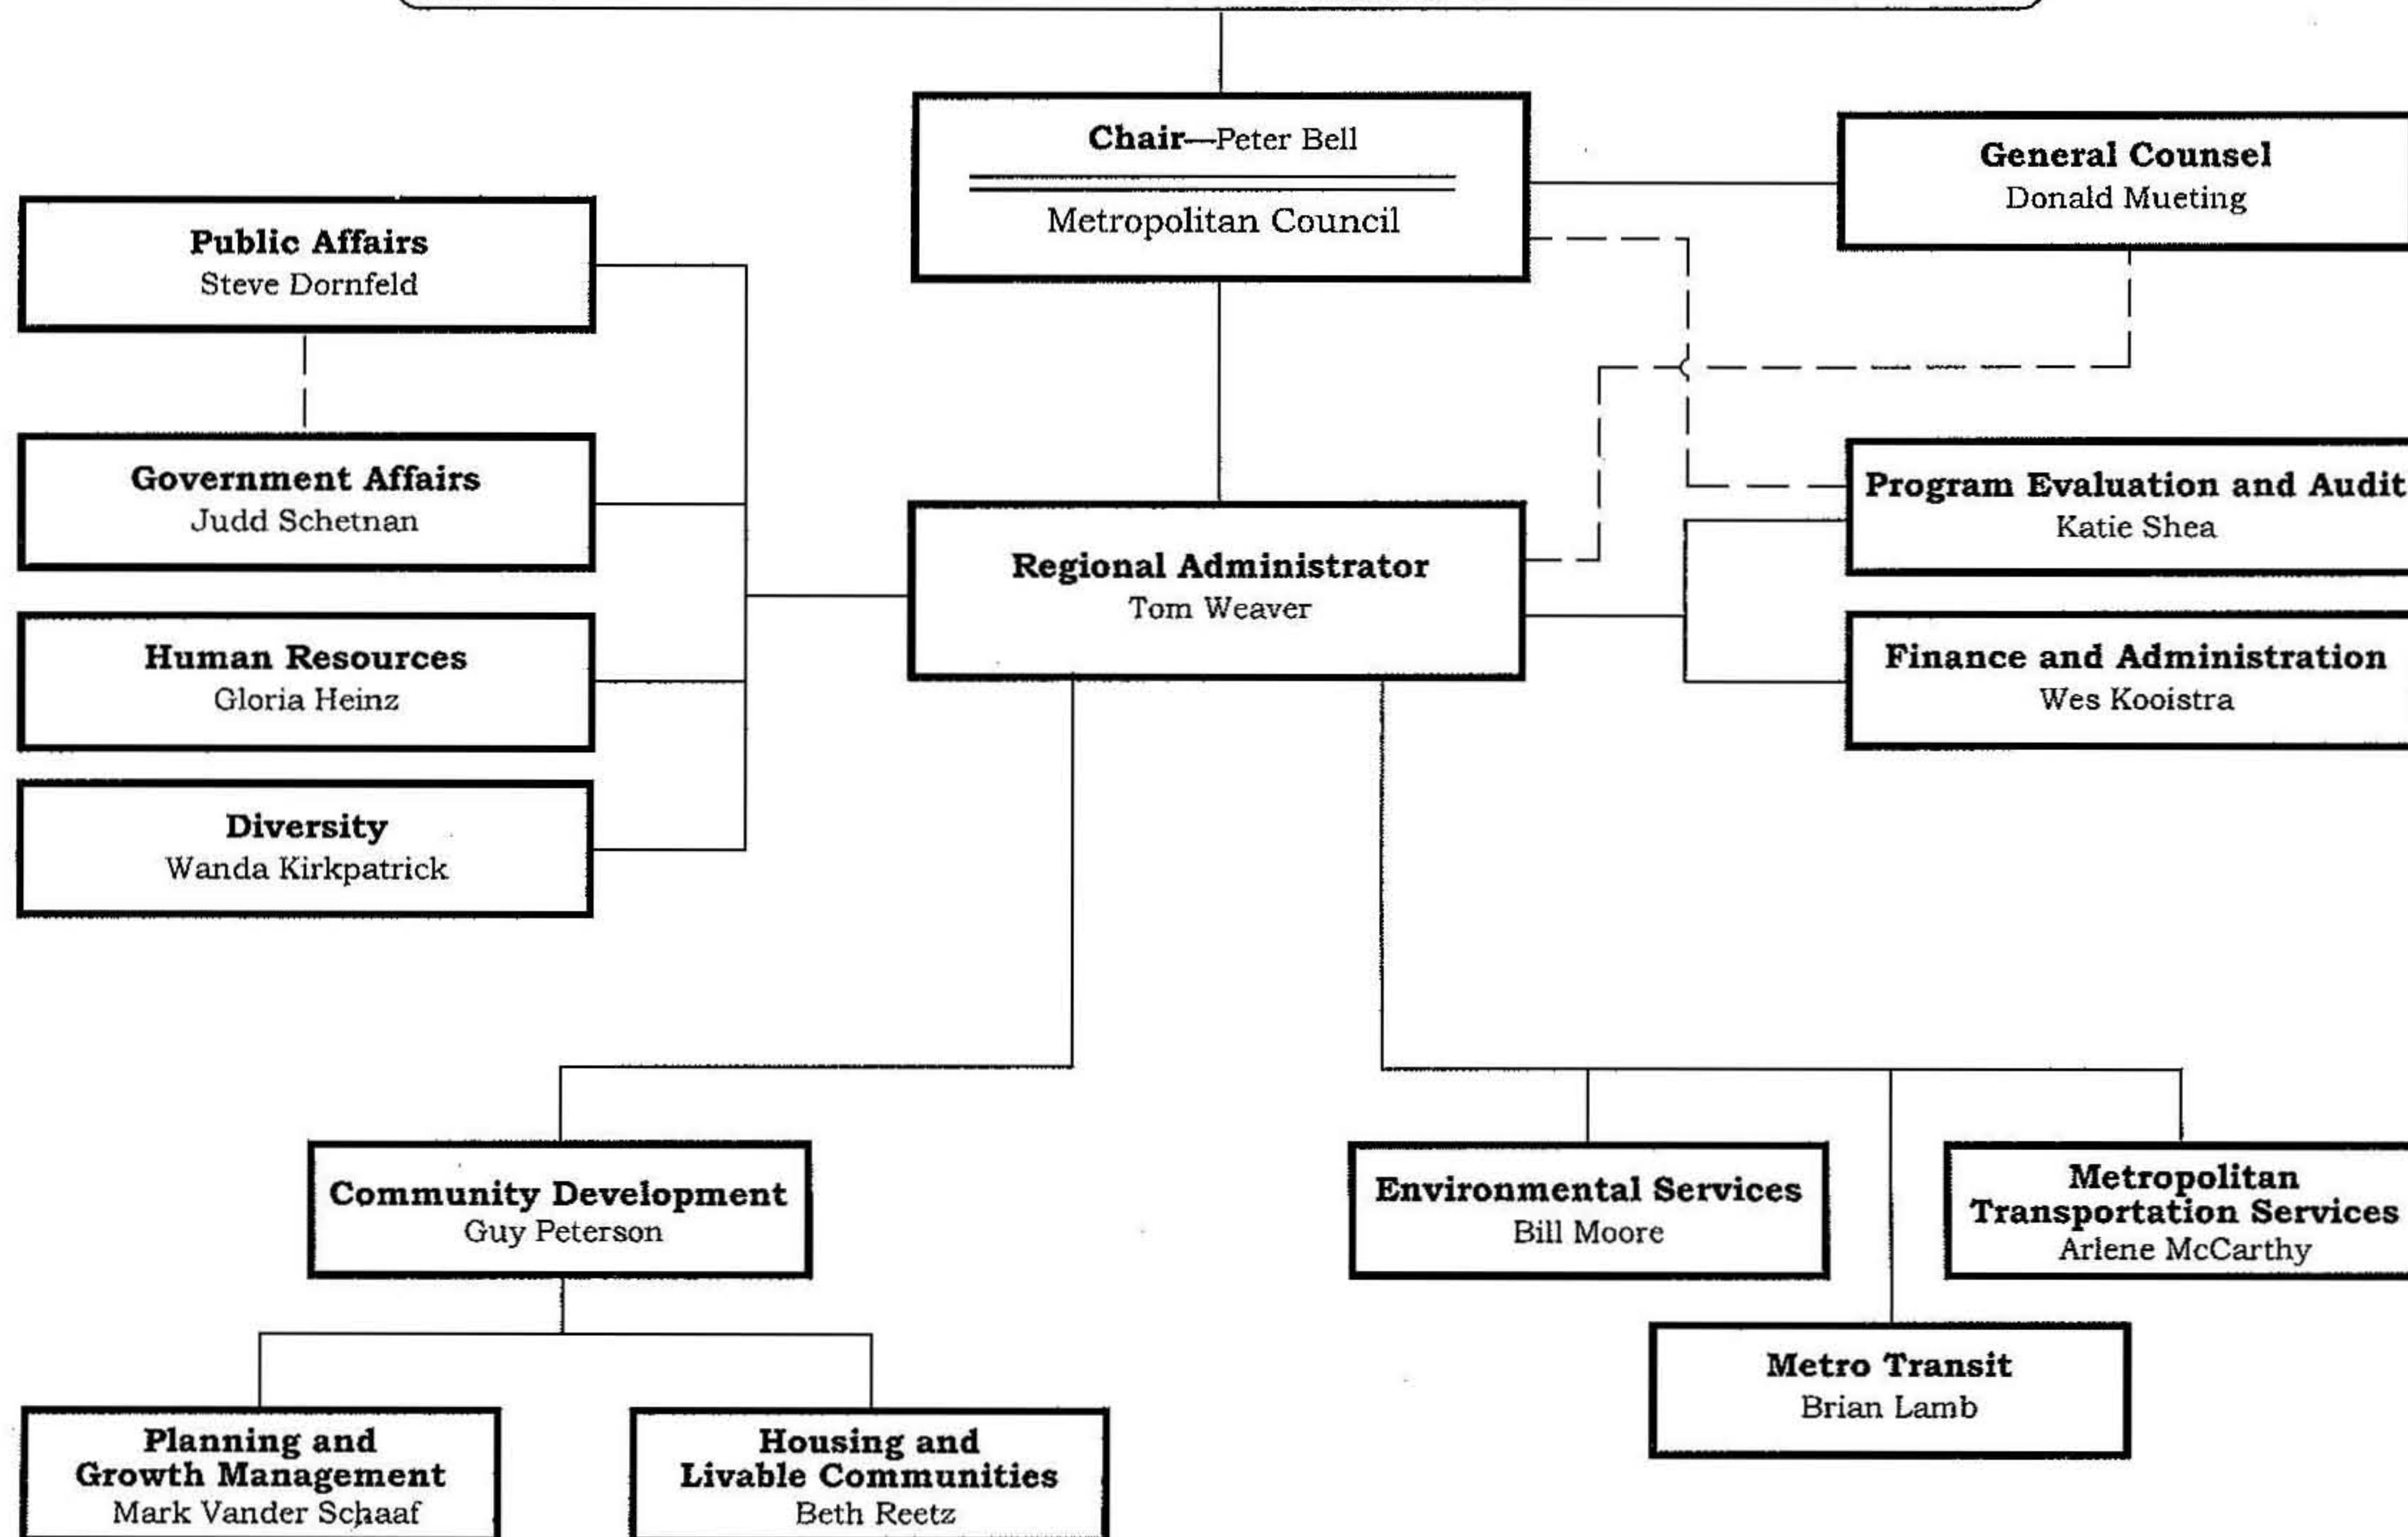 Chair—Peter Bell
Metropolitan Council
General Counsel
Donald Mueting
Public Affairs
Steve Dornfeld
Government Affairs
Judd Schetnan
Program Evaluation and Audit
Katie Shea
Regional Administrator
Tom Weaver
Human Resources
Gloria Heinz
Finance and Administration
Wes Kooistra
Diversity
Wanda Kirkpatrick
Community Development
Guy Peterson
Environmental Services
Bill Moore
Metropolitan
Transportation Services
Arlene McCarthy
Metro Transit
Brian Lamb
Planning and
Growth Management
Mark Vander Schaaf
Housing and
Livable Communities
Beth Reetz